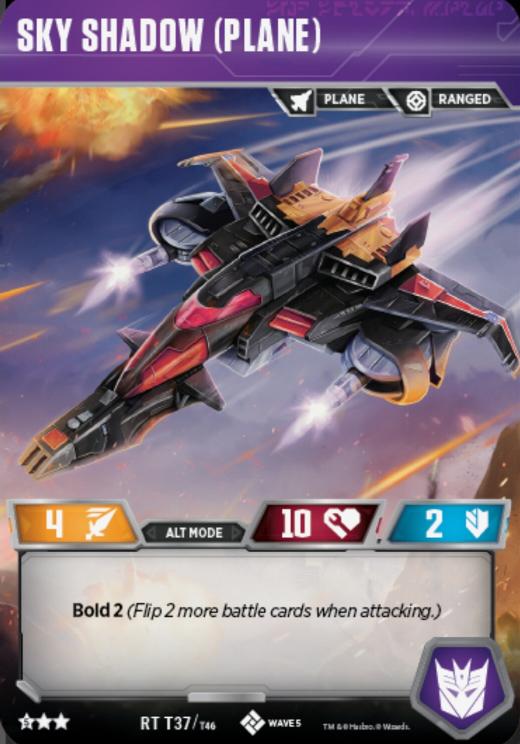 SKY SHADOW (PLANE)
PLANE
RANGED
4
ALT MODE
10
2
Bold 2 (Flip 2 more battle cards when attacking.)
RT T37/T46
WAVE 5
TM & © Hasbro. © Wizards.